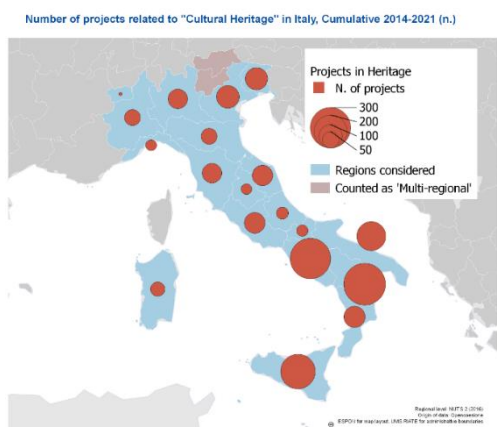 Number of projects related to "Cultural Heritage" in Italy, Cumulative 2014-2021 (n.)
Projects in Heritage
N. of projects
300
200
100
50
Regions considered
Counted as 'Multi-regional'
Regional level: NUTS 2 (2016)
Origin of data: Opencoesione
© ESPON for map layout, UMS RIATE for administrative boundaries